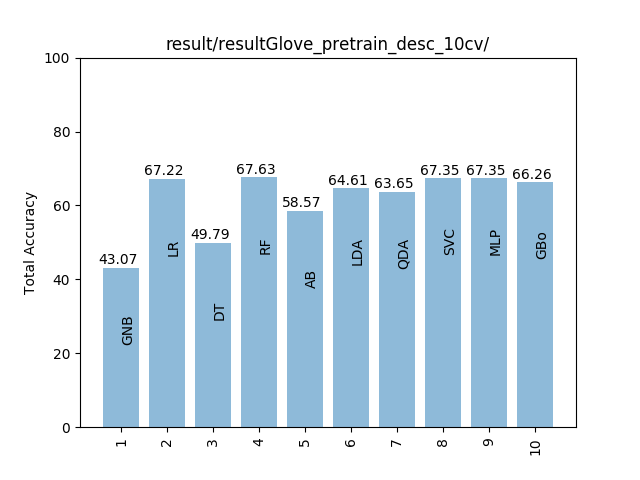 result/resultGlove_pretrain_desc_10cv/
Total Accuracy
100
80
60
40
20
0
43.07
67.22
49.79
67.63
58.57
64.61
63.65
67.35
67.35
66.26
GNB
LR
DT
RF
AB
LDA
QDA
SVC
MLP
GBo
1
2
3
4
5
6
7
8
9
10